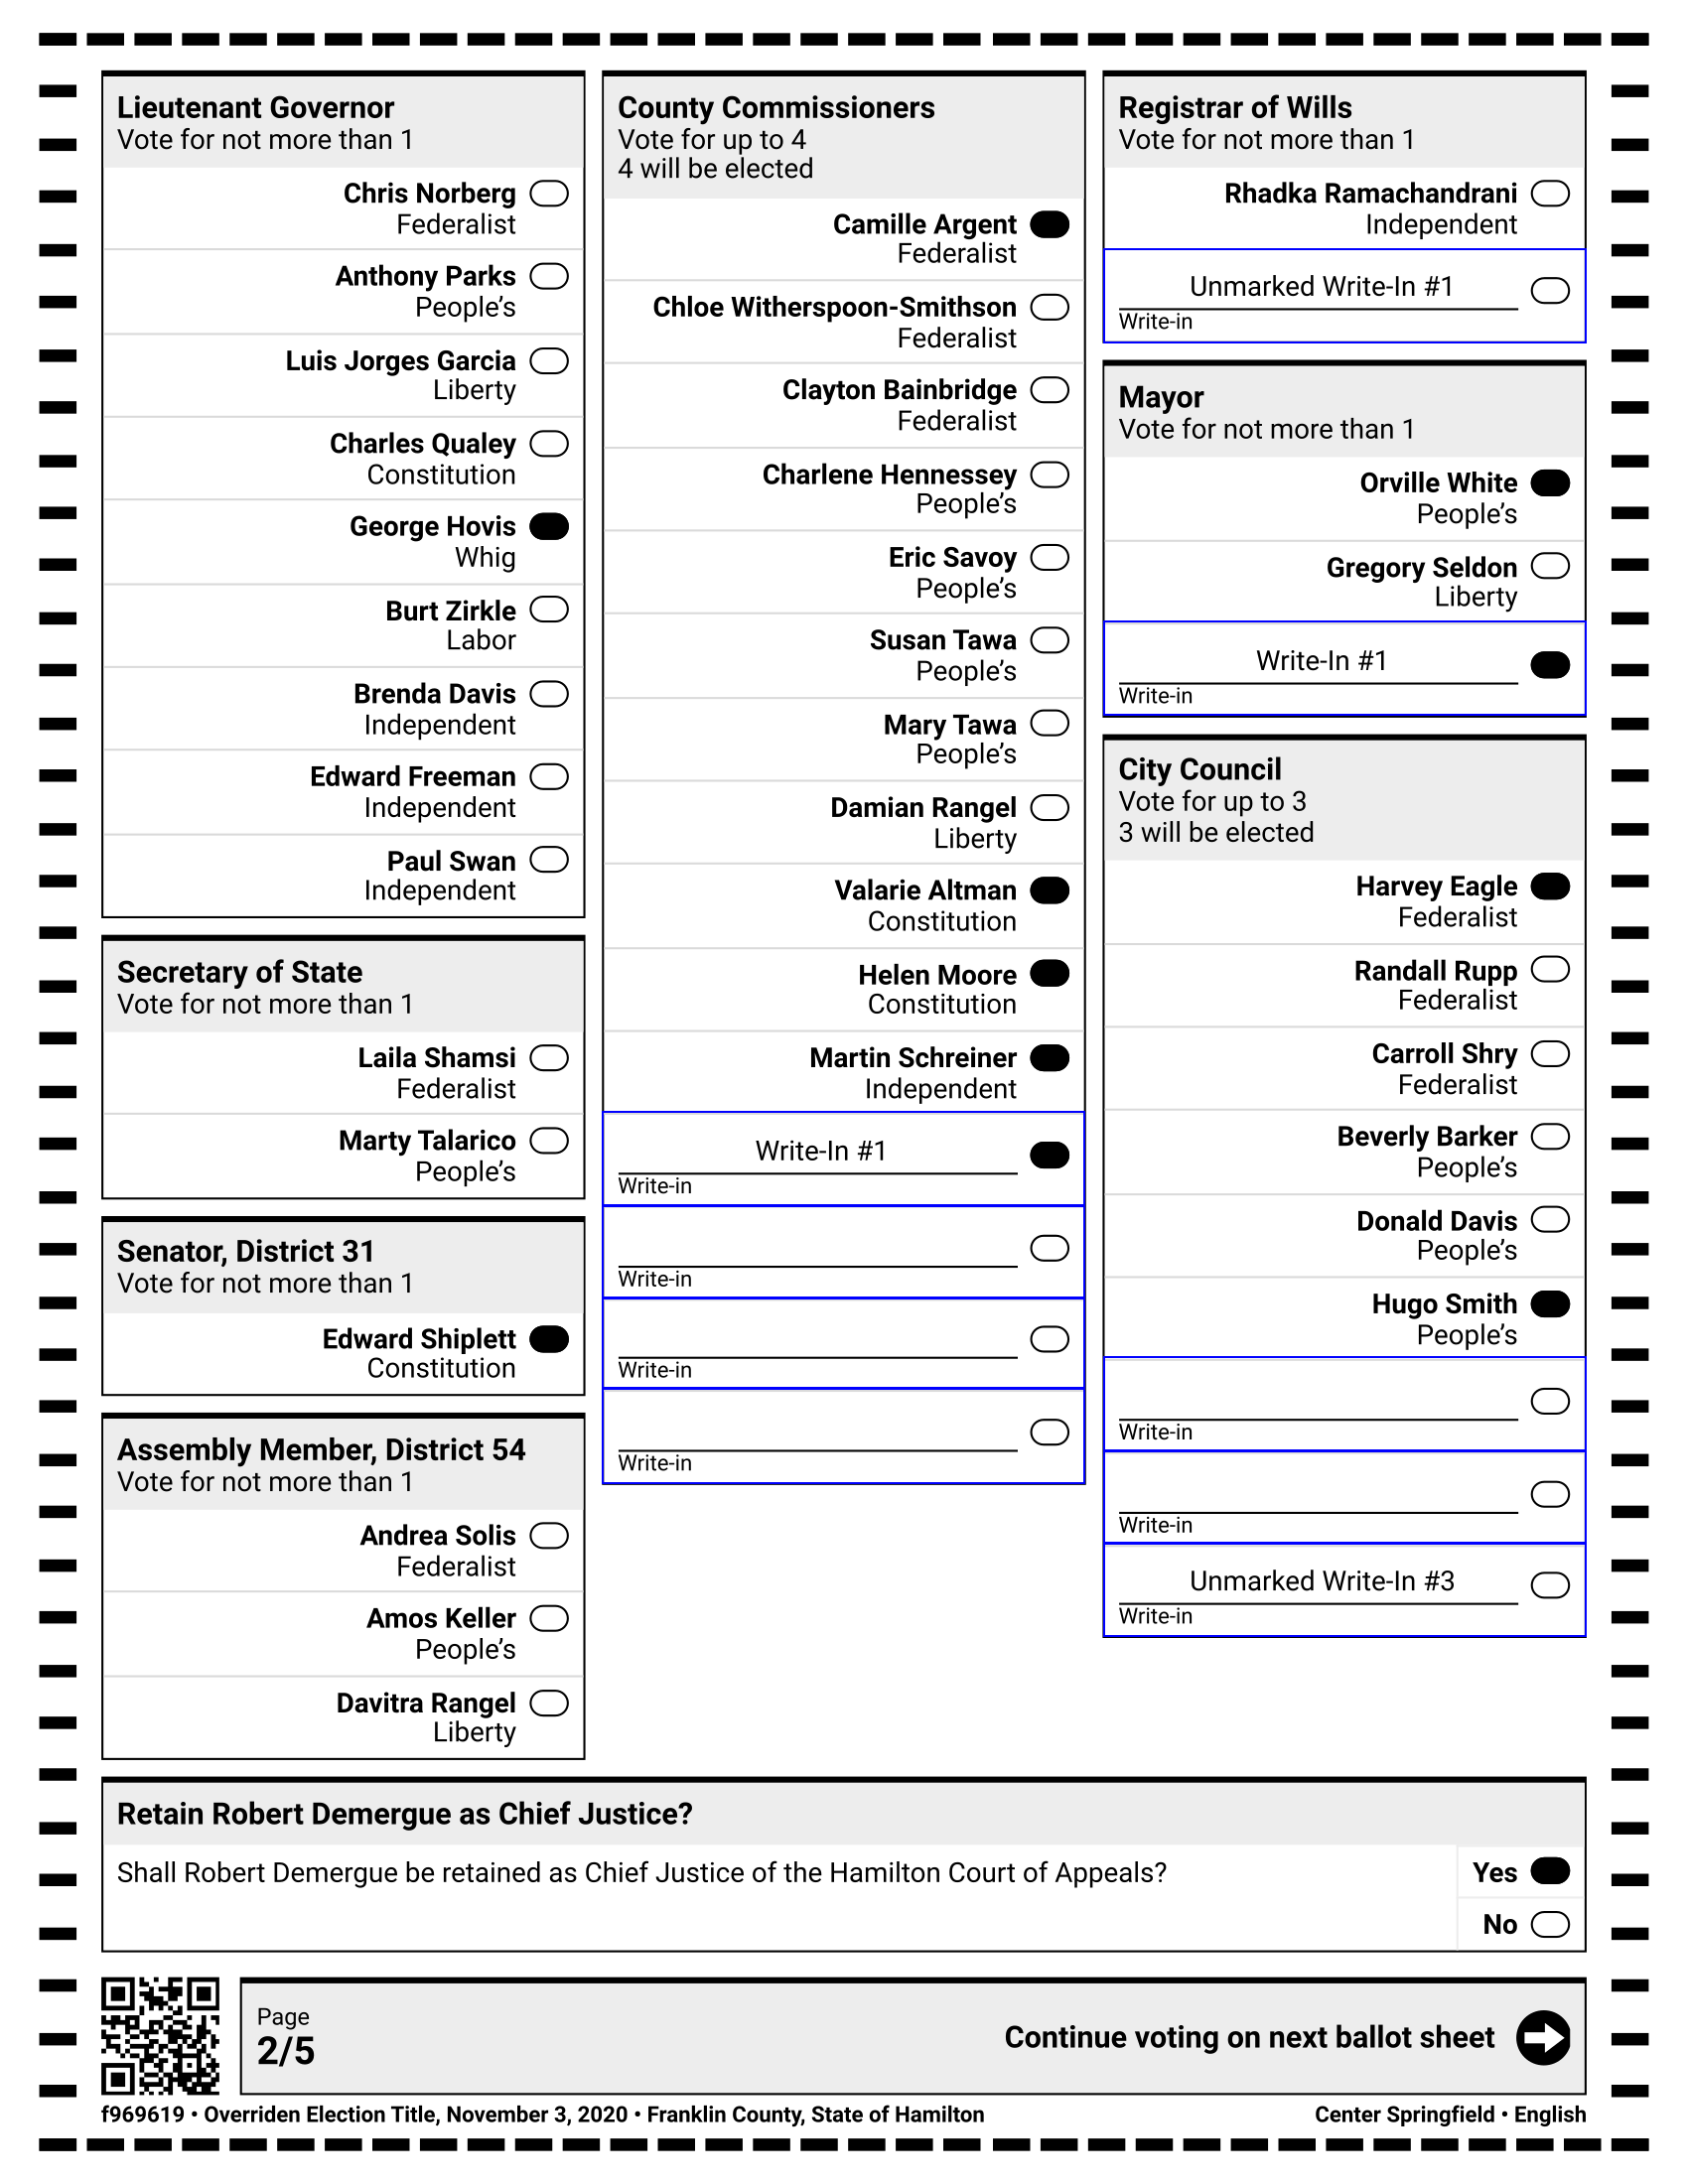 Lieutenant Governor
Vote for not more than 1
Chris Norberg
Federalist
Anthony Parks
People's
Luis Jorges Garcia
Liberty
Charles Qualey
Constitution
George Hovis
Whig
Burt Zirkle
Labor
Brenda Davis
Independent
Edward Freeman
Independent
Paul Swan
Independent
Secretary of State
Vote for not more than 1
Laila Shamsi
Federalist
Marty Talarico
People's
Senator, District 31
Vote for not more than 1
Edward Shiplett
Constitution
Assembly Member, District 54
Vote for not more than 1
Andrea Solis
Federalist
Amos Keller
People's
Davitra Rangel
Liberty
County Commissioners
Vote for up to 4
4 will be elected
Camille Argent
Federalist
Chloe Witherspoon-Smithson
Federalist
Clayton Bainbridge
Federalist
Charlene Hennessey
People's
Eric Savoy
People's
Susan Tawa
People's
Mary Tawa
People's
Damian Rangel
Liberty
Valarie Altman
Constitution
Helen Moore
Constitution
Martin Schreiner
Independent
Write-In #1
Write-in
Write-in
Write-in
Write-in
Registrar of Wills
Vote for not more than 1
Rhadka Ramachandrani
Independent
Unmarked Write-In #1
Write-in
Mayor
Vote for not more than 1
Orville White
People's
Gregory Seldon
Liberty
Write-In #1
Write-in
City Council
Vote for up to 3
3 will be elected
Harvey Eagle
Federalist
Randall Rupp
Federalist
Carroll Shry
Federalist
Beverly Barker
People's
Donald Davis
People's
Hugo Smith
People's
Write-in
Write-in
Unmarked Write-In #3
Write-in
Retain Robert Demergue as Chief Justice?
Shall Robert Demergue be retained as Chief Justice of the Hamilton Court of Appeals?
Yes
No
Page
2/5
Continue voting on next ballot sheet
f969619 • Overriden Election Title, November 3, 2020 • Franklin County, State of Hamilton
Center Springfield • English